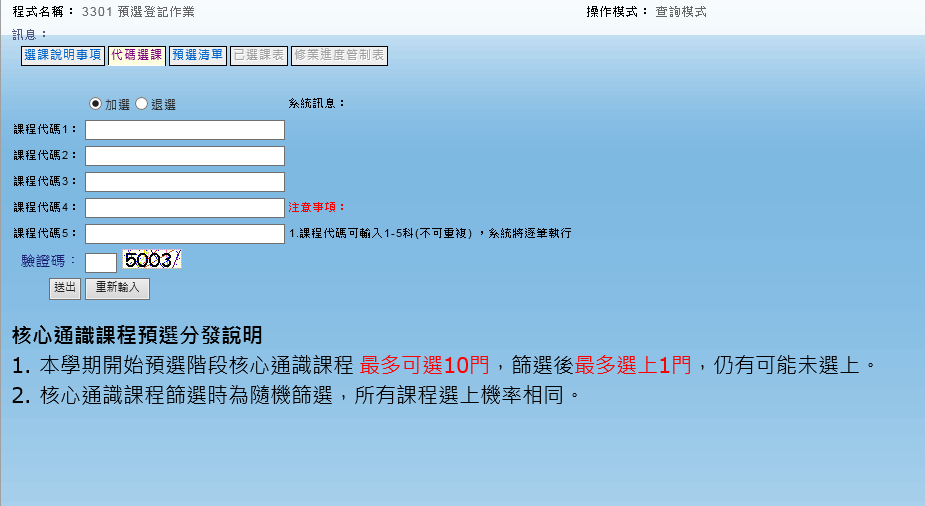 程式名稱： 3301 預選登記作業 操作模式： 查詢模式
訊息：
選課說明事項 代碼選課 預選清單 已選課表 修業進度管制表
加選 退選 系統訊息：
課程代碼1：
課程代碼2：
課程代碼3：
課程代碼4： 注意事項：
課程代碼5： 1.課程代碼可輸入1-5科(不可重複) ，系統將逐筆執行
驗證碼： 5003/
送出 重新輸入
核心通識課程預選分發說明
1. 本學期開始預選階段核心通識課程 最多可選10門，篩選後最多選上1門，仍有可能未選上。
2. 核心通識課程篩選時為隨機篩選，所有課程選上機率相同。